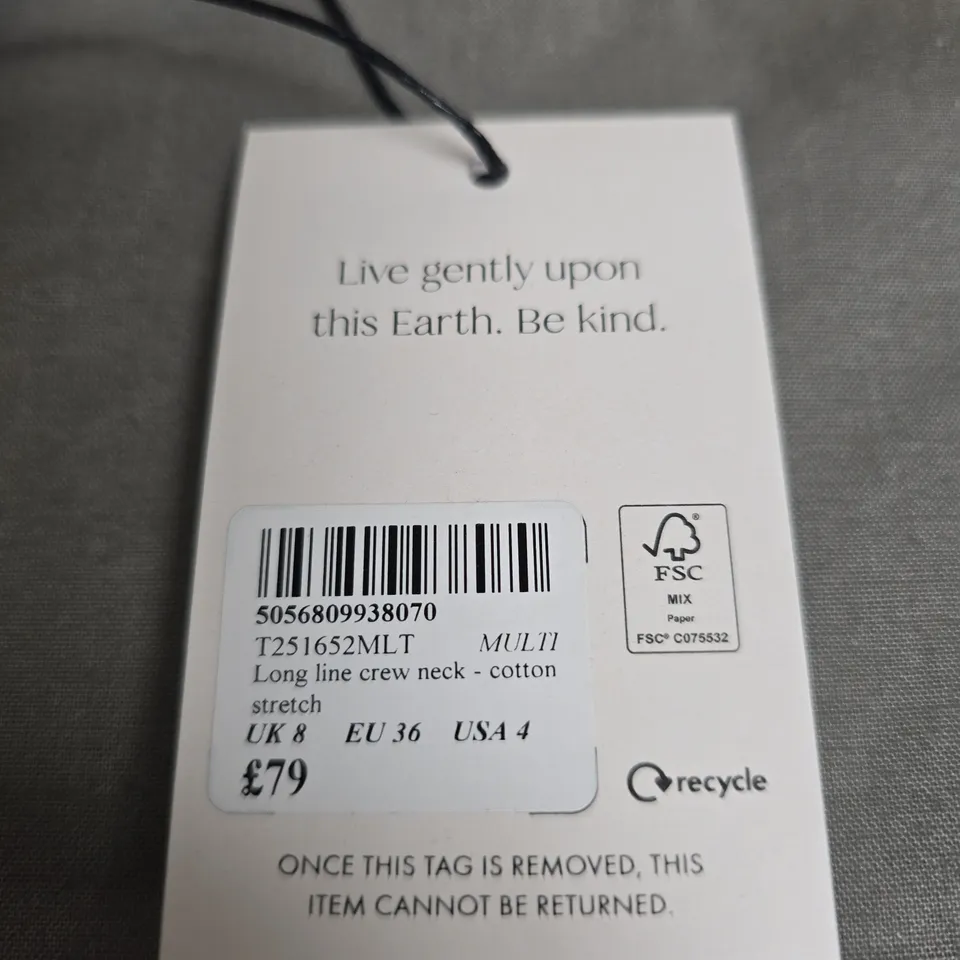 Live gently upon
this Earth. Be kind.
5056809938070
T251652MLT MULTI
Long line crew neck - cotton
stretch
UK 8 EU 36 USA 4
£79
®
FSC
MIX
Paper
FSC® C075532
recycle
ONCE THIS TAG IS REMOVED, THIS
ITEM CANNOT BE RETURNED.